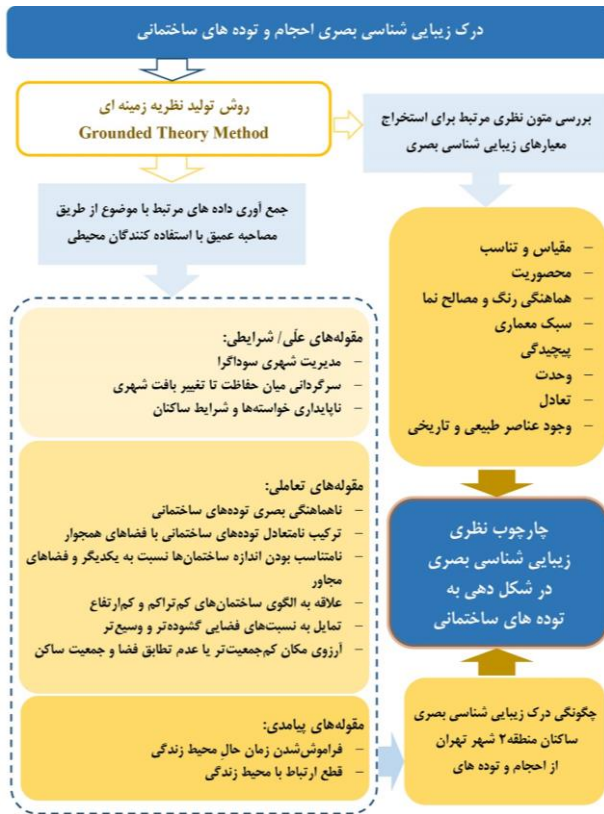 درک زیبایی شناسی بصری احجام و توده های ساختمانی
روش تولید نظریه زمینه ای
Grounded Theory Method
بررسی متون نظری مرتبط برای استخراج
معیارهای زیبایی شناسی بصری
جمع آوری داده های مرتبط با موضوع از طریق
مصاحبه عمیق با استفاده کنندگان محیطی
– مقیاس و تناسب
– محصوریت
– هماهنگی رنگ و مصالح نما
– سبک معماری
– پیچیدگی
– وحدت
– تعادل
– وجود عناصر طبیعی و تاریخی
مقوله‌های علّی/ شرایطی:
– مدیریت شهری سوداگرا
– سرگردانی میان حفاظت تا تغییر بافت شهری
– ناپایداری خواسته‌ها و شرایط ساکنان
مقوله‌های تعاملی:
– ناهماهنگی بصری توده‌های ساختمانی
– ترکیب نامتعادل توده‌های ساختمانی با فضاهای همجوار
– نامتناسب بودن اندازه ساختمان‌ها نسبت به یکدیگر و فضاهای
مجاور
– علاقه به الگوی ساختمان‌های کم‌تراکم و کم‌ارتفاع
– تمایل به نسبت‌های فضایی گشوده‌تر و وسیع‌تر
– آرزوی مکان کم‌جمعیت‌تر یا عدم تطابق فضا و جمعیت ساکن
چارچوب نظری
زیبایی شناسی بصری
در شکل دهی به
توده های ساختمانی
مقوله‌های پیامدی:
– فراموش‌شدن زمان حالِ محیط زندگی
– قطع ارتباط با محیط زندگی
چگونگی درک زیبایی شناسی بصری
ساکنان منطقه۲ شهر تهران
از احجام و توده های